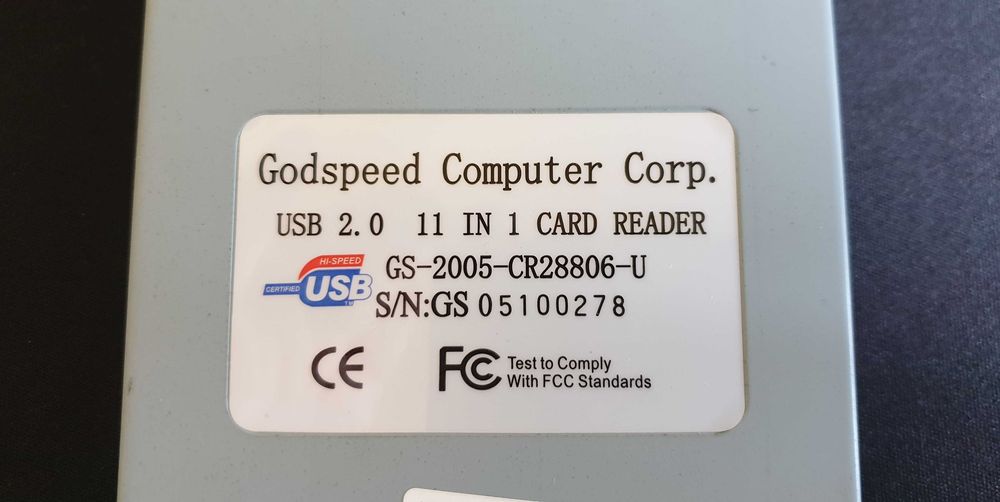 Godspeed Computer Corp.
USB 2.0 11 IN 1 CARD READER
HI-SPEED
CERTIFIED USB TM
GS-2005-CR28806-U
S/N:GS 05100278
CE FC Test to Comply
With FCC Standards